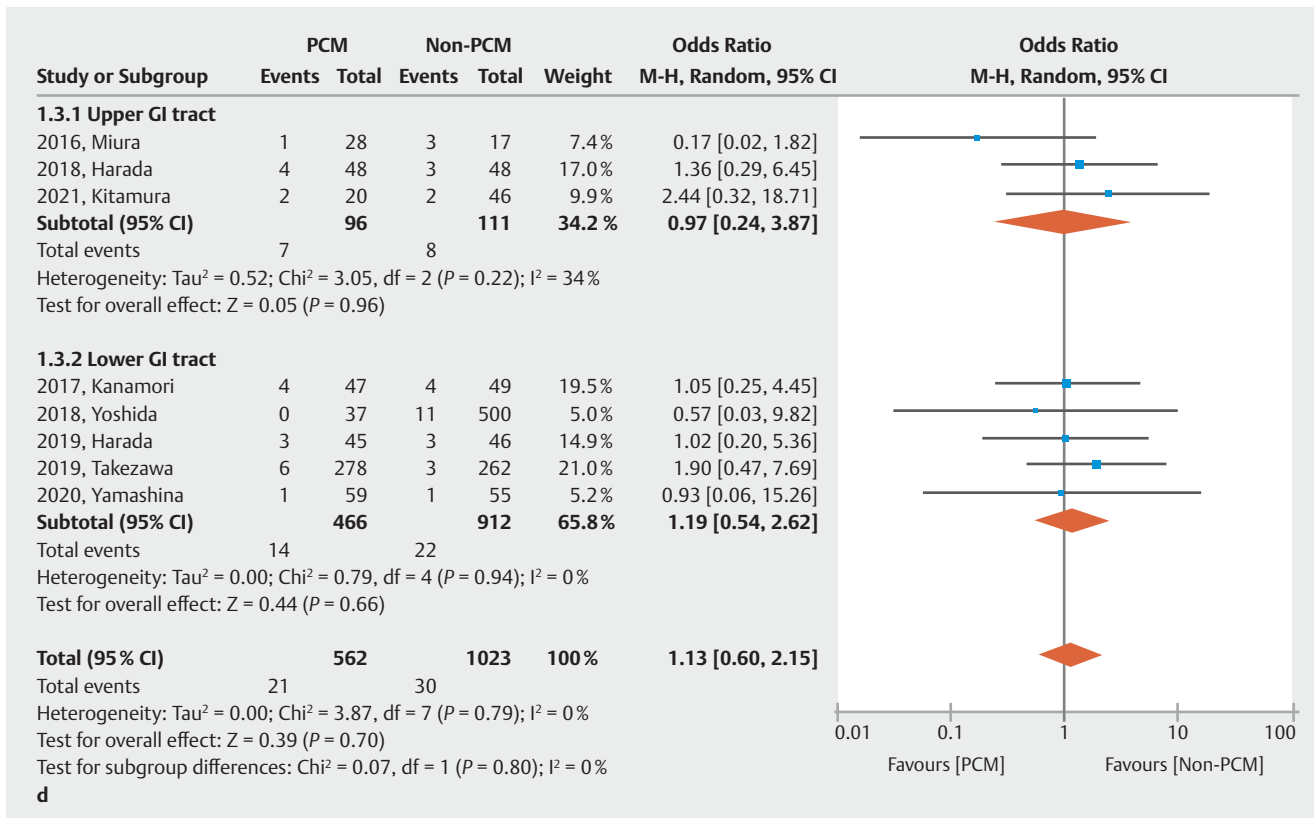 PCM Non-PCM Odds Ratio Odds Ratio
Study or Subgroup Events Total Events Total Weight M-H, Random, 95% CI M-H, Random, 95% CI
1.3.1 Upper GI tract
2016, Miura 1 28 3 17 7.4% 0.17 [0.02, 1.82]
2018, Harada 4 48 3 48 17.0% 1.36 [0.29, 6.45]
2021, Kitamura 2 20 2 46 9.9% 2.44 [0.32, 18.71]
Subtotal (95% CI) 96 111 34.2 % 0.97 [0.24, 3.87]
Total events 7 8
Heterogeneity: Tau² = 0.52; Chi² = 3.05, df = 2 (P = 0.22); I² = 34%
Test for overall effect: Z = 0.05 (P = 0.96)
1.3.2 Lower GI tract
2017, Kanamori 4 47 4 49 19.5% 1.05 [0.25, 4.45]
2018, Yoshida 0 37 11 500 5.0% 0.57 [0.03, 9.82]
2019, Harada 3 45 3 46 14.9% 1.02 [0.20, 5.36]
2019, Takezawa 6 278 3 262 21.0% 1.90 [0.47, 7.69]
2020, Yamashina 1 59 1 55 5.2% 0.93 [0.06, 15.26]
Subtotal (95% CI) 466 912 65.8% 1.19 [0.54, 2.62]
Total events 14 22
Heterogeneity: Tau² = 0.00; Chi² = 0.79, df = 4 (P = 0.94); I² = 0%
Test for overall effect: Z = 0.44 (P = 0.66)
Total (95% CI) 562 1023 100% 1.13 [0.60, 2.15]
Total events 21 30
Heterogeneity: Tau² = 0.00; Chi² = 3.87, df = 7 (P = 0.79); I² = 0%
Test for overall effect: Z = 0.39 (P = 0.70)
Test for subgroup differences: Chi² = 0.07, df = 1 (P = 0.80); I² = 0%
0.01 0.1 1 10 100
Favours [PCM] Favours [Non-PCM]
d